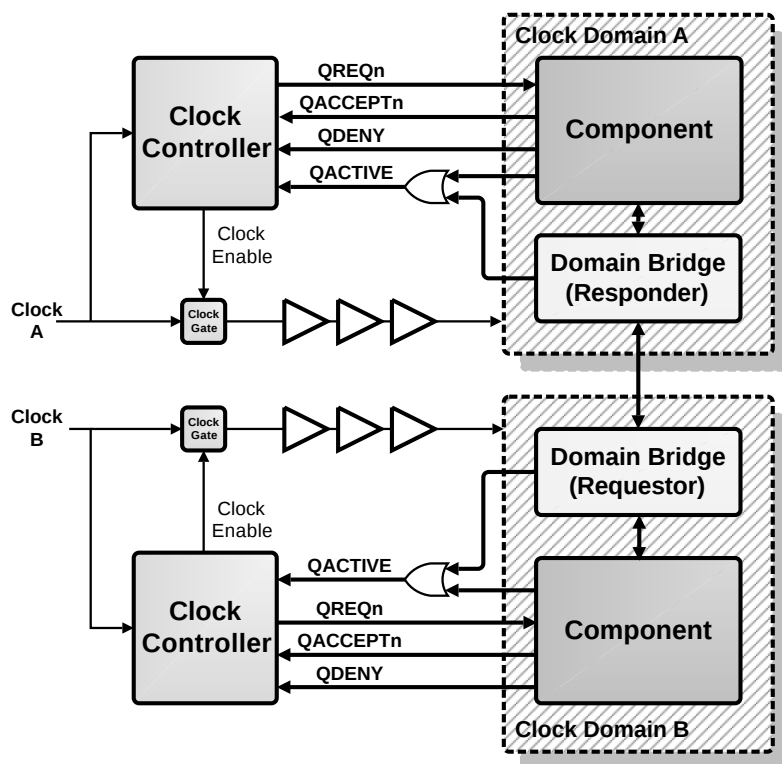 Clock Domain A
QREQn
QACCEPTn
QDENY
QACTIVE
Clock
Controller
Component
Clock
Enable
Domain Bridge
(Responder)
Clock
A
Clock
Gate
Clock
B
Clock
Gate
Domain Bridge
(Requestor)
Clock
Enable
QACTIVE
QREQn
QACCEPTn
QDENY
Clock
Controller
Component
Clock Domain B